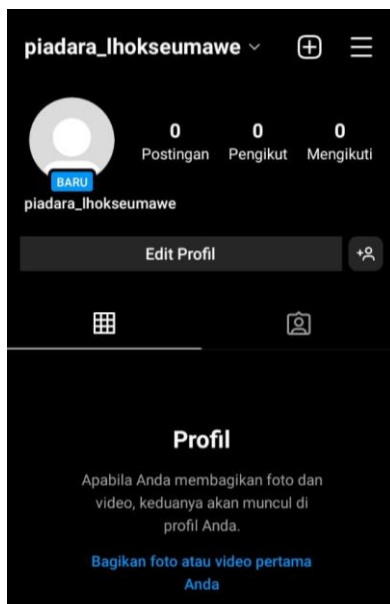 piadara_lhokseumawe
0 0 0
Postingan Pengikut Mengikuti
BARU
piadara_lhokseumawe
Edit Profil
Profil
Apabila Anda membagikan foto dan
video, keduanya akan muncul di
profil Anda.
Bagikan foto atau video pertama
Anda